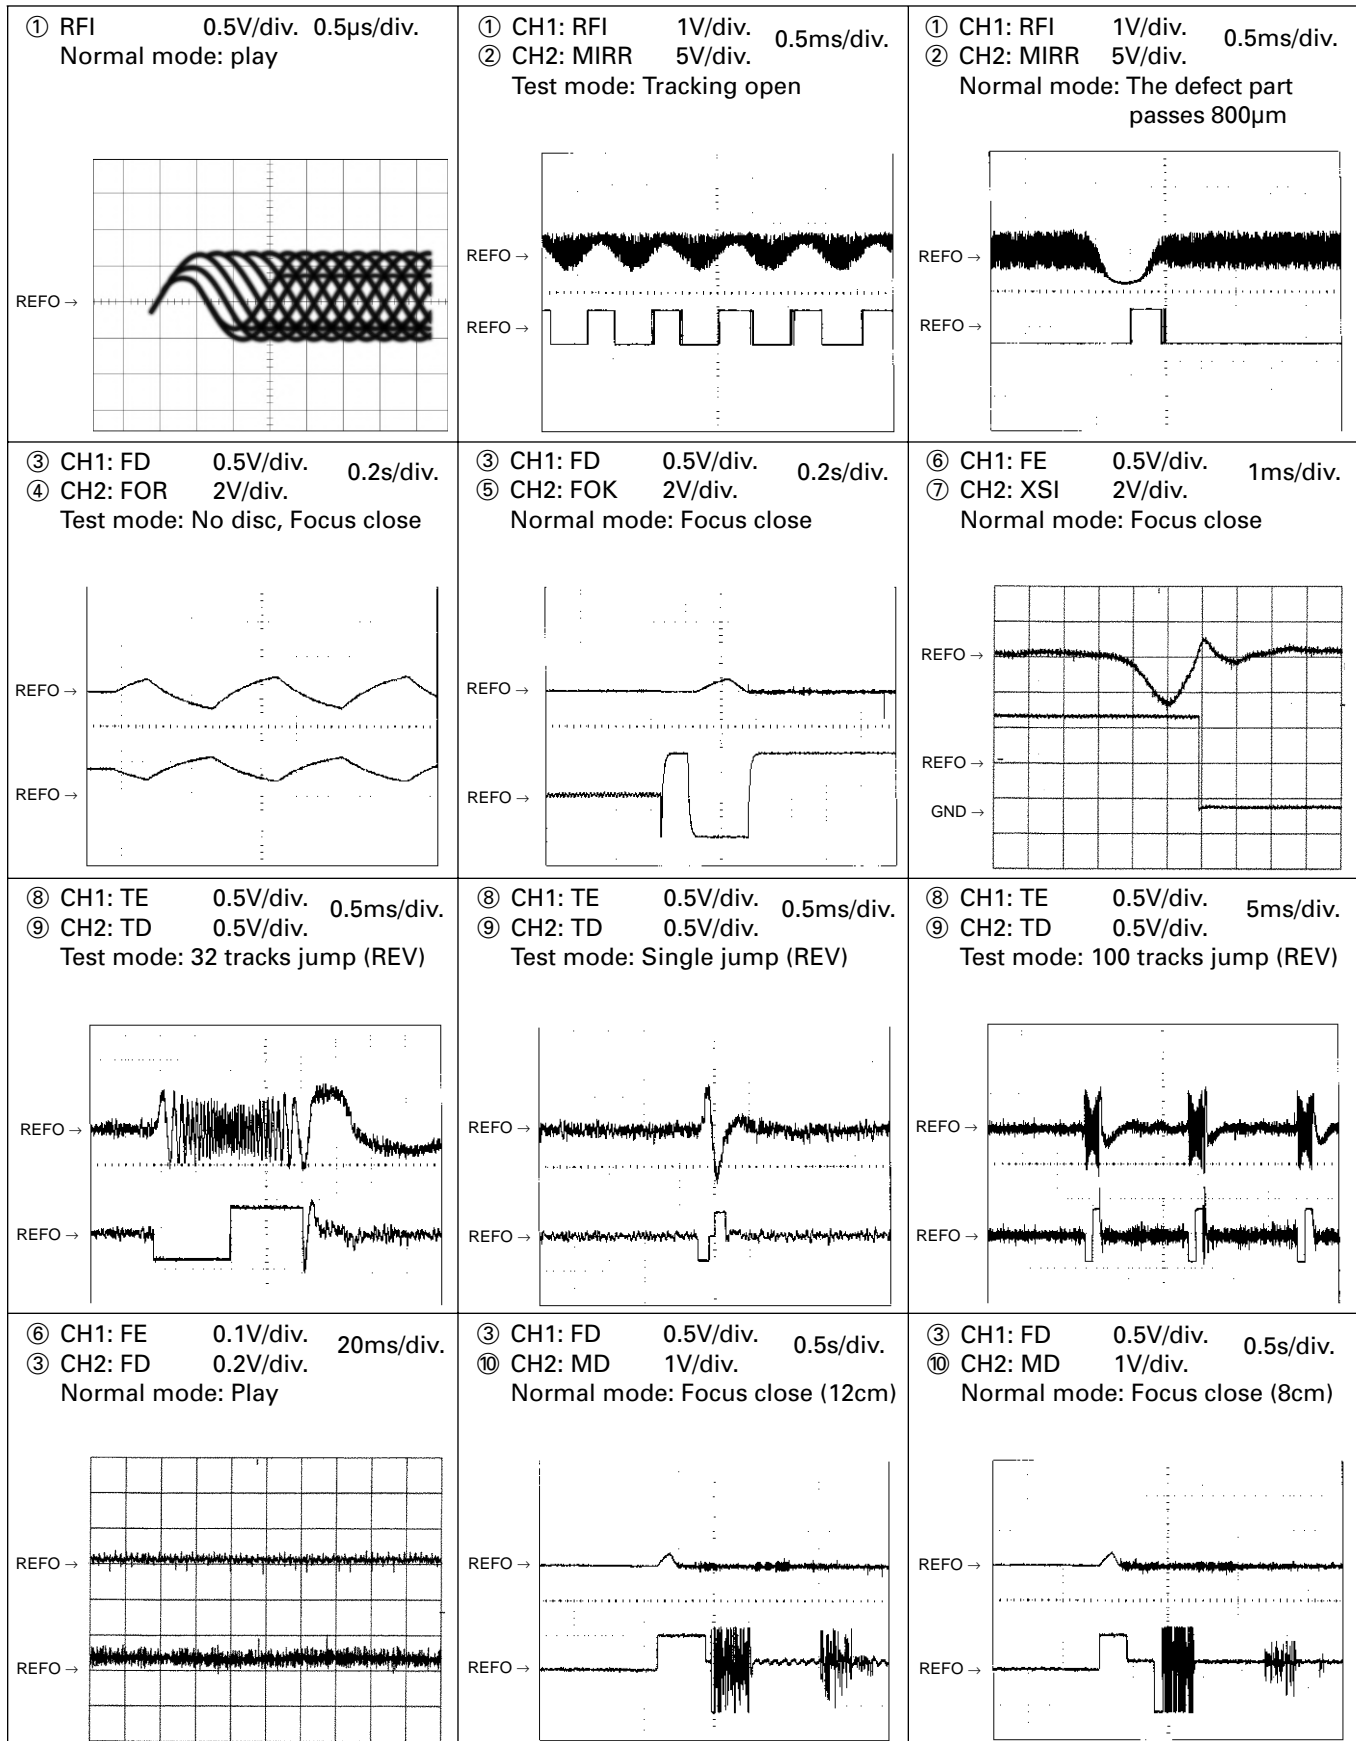 ① RFI 0.5V/div. 0.5µs/div.
Normal mode: play
REFO →
① CH1: RFI 1V/div. 0.5ms/div.
② CH2: MIRR 5V/div.
Test mode: Tracking open
REFO →
REFO →
① CH1: RFI 1V/div. 0.5ms/div.
② CH2: MIRR 5V/div.
Normal mode: The defect part
passes 800µm
REFO →
REFO →
③ CH1: FD 0.5V/div. 0.2s/div.
④ CH2: FOR 2V/div.
Test mode: No disc, Focus close
REFO →
REFO →
③ CH1: FD 0.5V/div. 0.2s/div.
⑤ CH2: FOK 2V/div.
Normal mode: Focus close
REFO →
REFO →
⑥ CH1: FE 0.5V/div. 1ms/div.
⑦ CH2: XSI 2V/div.
Normal mode: Focus close
REFO →
REFO →
GND →
⑧ CH1: TE 0.5V/div. 0.5ms/div.
⑨ CH2: TD 0.5V/div.
Test mode: 32 tracks jump (REV)
REFO →
REFO →
⑧ CH1: TE 0.5V/div. 0.5ms/div.
⑨ CH2: TD 0.5V/div.
Test mode: Single jump (REV)
REFO →
REFO →
⑧ CH1: TE 0.5V/div. 5ms/div.
⑨ CH2: TD 0.5V/div.
Test mode: 100 tracks jump (REV)
REFO →
REFO →
⑥ CH1: FE 0.1V/div. 20ms/div.
③ CH2: FD 0.2V/div.
Normal mode: Play
REFO →
REFO →
③ CH1: FD 0.5V/div. 0.5s/div.
⑩ CH2: MD 1V/div.
Normal mode: Focus close (12cm)
REFO →
REFO →
③ CH1: FD 0.5V/div. 0.5s/div.
⑩ CH2: MD 1V/div.
Normal mode: Focus close (8cm)
REFO →
REFO →